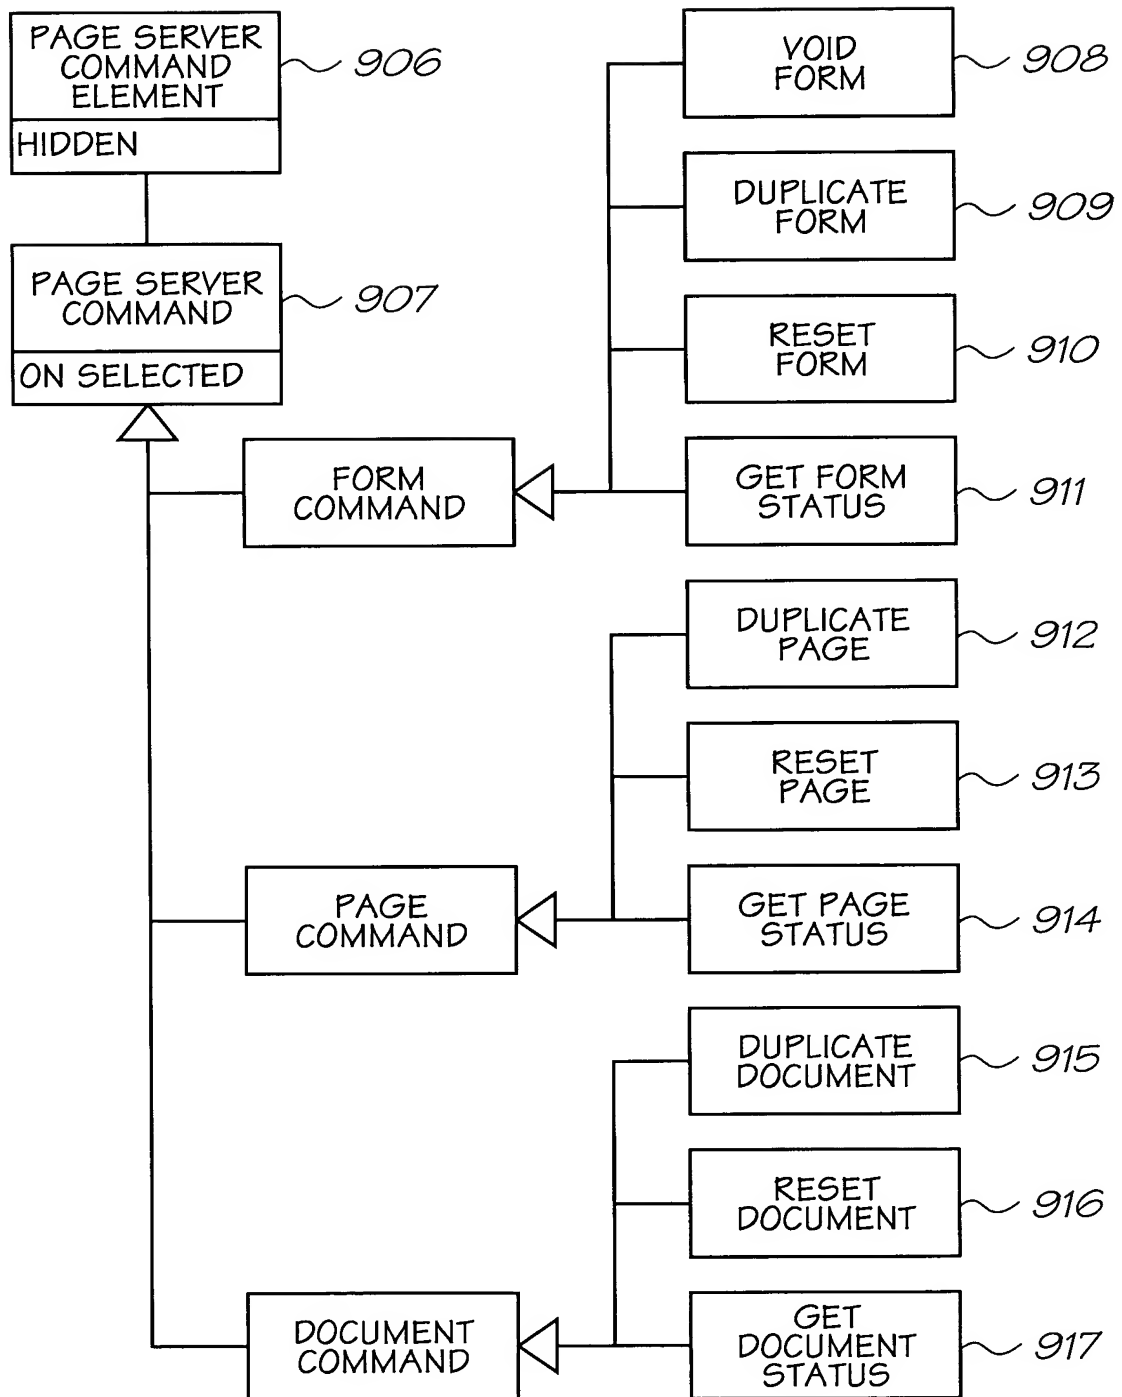 PAGE SERVER
COMMAND
ELEMENT
906
HIDDEN
PAGE SERVER
COMMAND
907
ON SELECTED
FORM
COMMAND
VOID
FORM
908
DUPLICATE
FORM
909
RESET
FORM
910
GET FORM
STATUS
911
PAGE
COMMAND
DUPLICATE
PAGE
912
RESET
PAGE
913
GET PAGE
STATUS
914
DOCUMENT
COMMAND
DUPLICATE
DOCUMENT
915
RESET
DOCUMENT
916
GET
DOCUMENT
STATUS
917